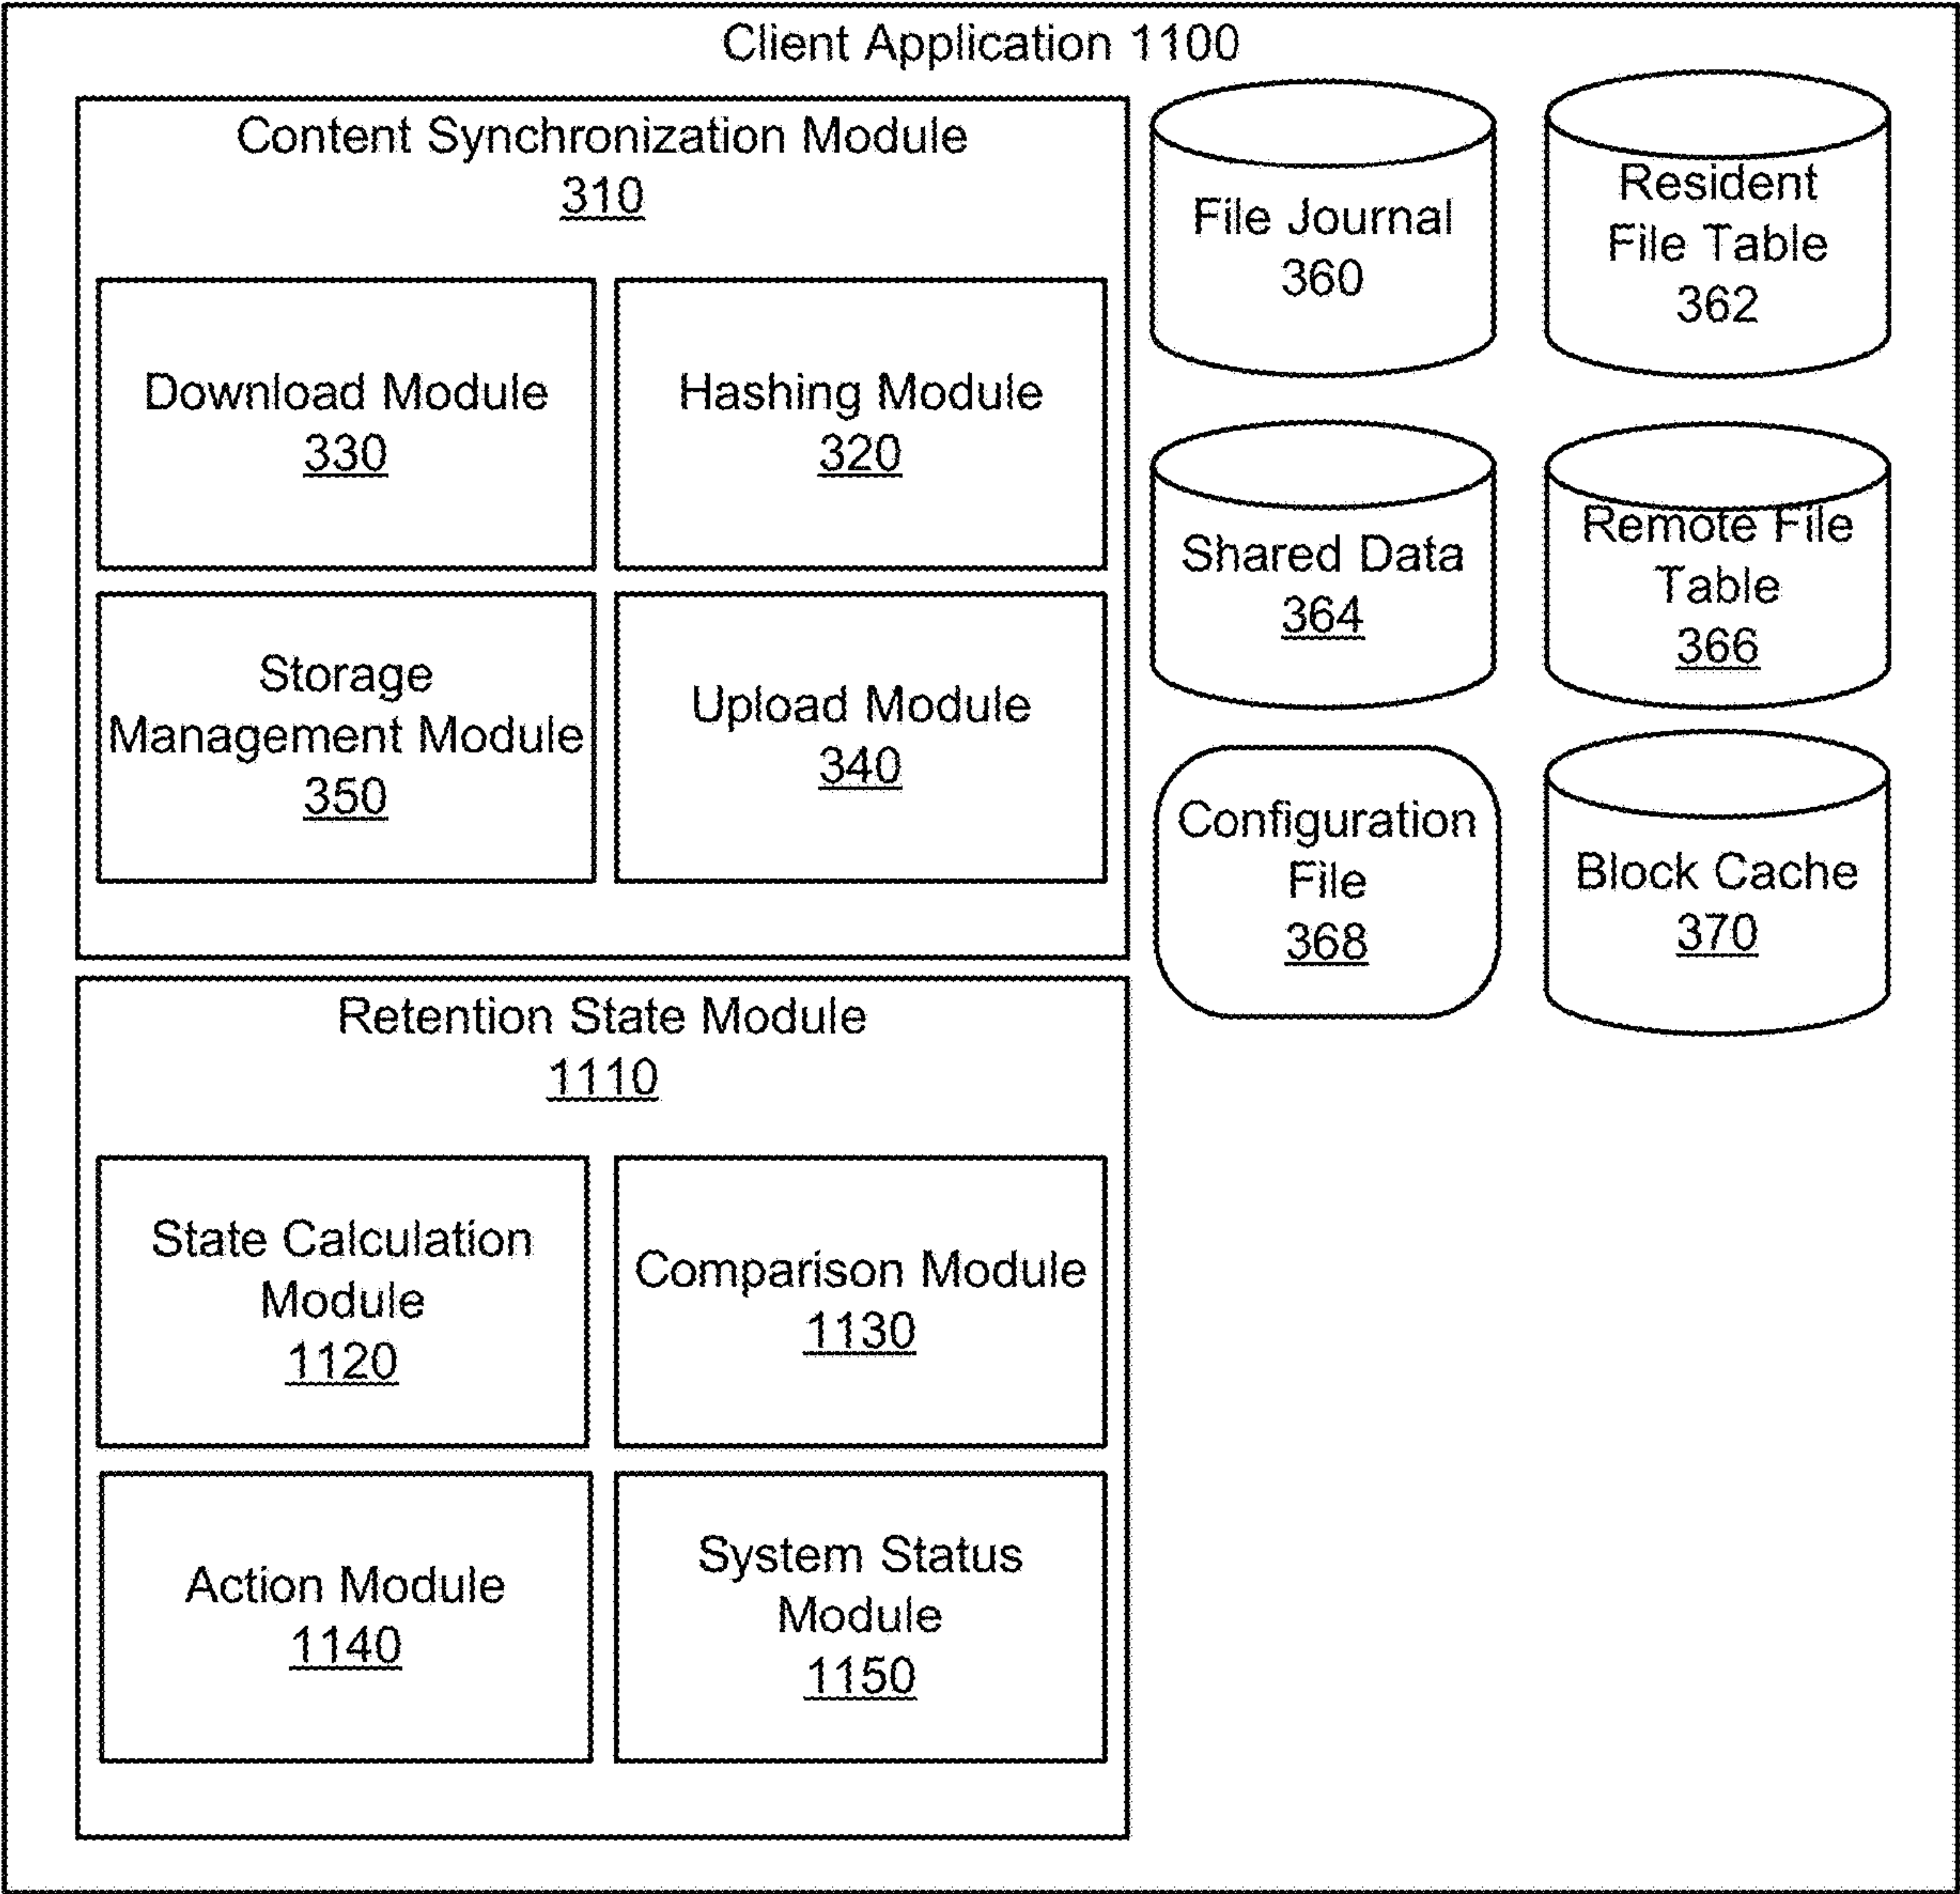 Client Application 1100
Content Synchronization Module
310
Download Module
330
Hashing Module
320
Storage
Management Module
350
Upload Module
340
Retention State Module
1110
State Calculation
Module
1120
Comparison Module
1130
Action Module
1140
System Status
Module
1150
File Journal
360
Resident
File Table
362
Shared Data
364
Remote File
Table
366
Configuration
File
368
Block Cache
370